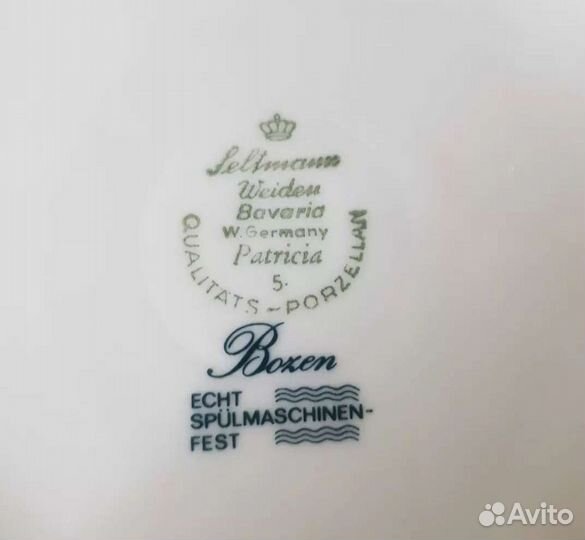 Seltmann
Weiden
Bavaria
W. Germany
Patricia
5.
QUALITÄTS-PORZELLAN
Bozen
ECHT
SPÜLMASCHINEN-
FEST
Avito